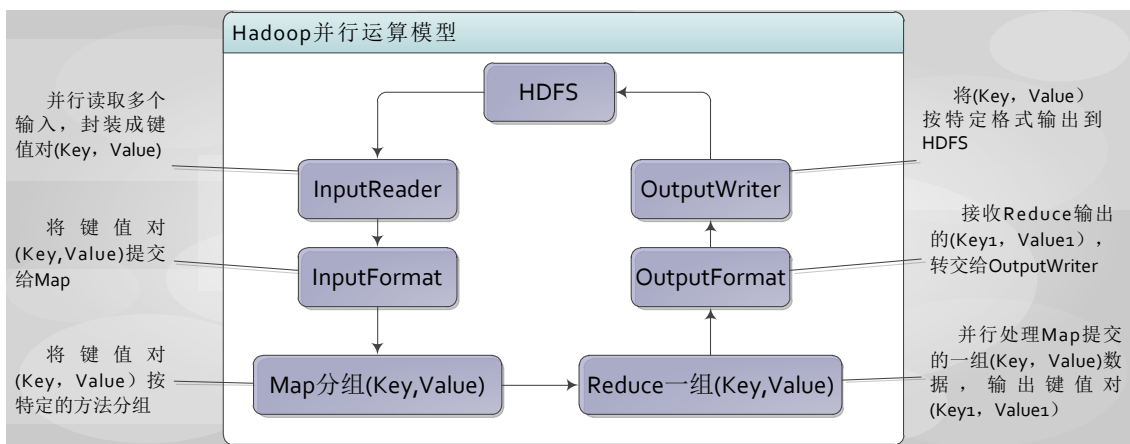 Hadoop并行运算模型
HDFS
并行读取多个
输入，封装成键
值对(Key，Value)
将(Key，Value）
按特定格式输出到
HDFS
InputReader
OutputWriter
将键值对
(Key,Value)提交
给Map
接收Reduce输出
的(Key1，Value1），
转交给OutputWriter
InputFormat
OutputFormat
将键值对
(Key，Value）按
特定的方法分组
并行处理Map提交
的一组(Key，Value)数
据，输出键值对
(Key1，Value1）
Map分组(Key,Value)
Reduce一组(Key,Value)